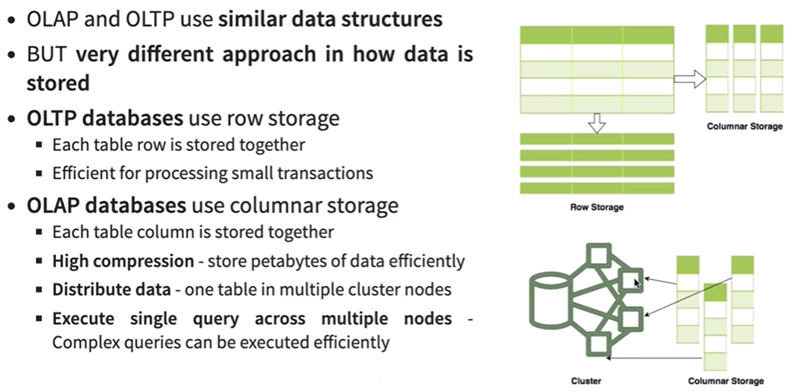 • OLAP and OLTP use similar data structures
• BUT very different approach in how data is
stored
• OLTP databases use row storage
▪ Each table row is stored together
▪ Efficient for processing small transactions
• OLAP databases use columnar storage
▪ Each table column is stored together
▪ High compression - store petabytes of data efficiently
▪ Distribute data - one table in multiple cluster nodes
▪ Execute single query across multiple nodes -
Complex queries can be executed efficiently
Columnar Storage
Row Storage
Cluster
Columnar Storage